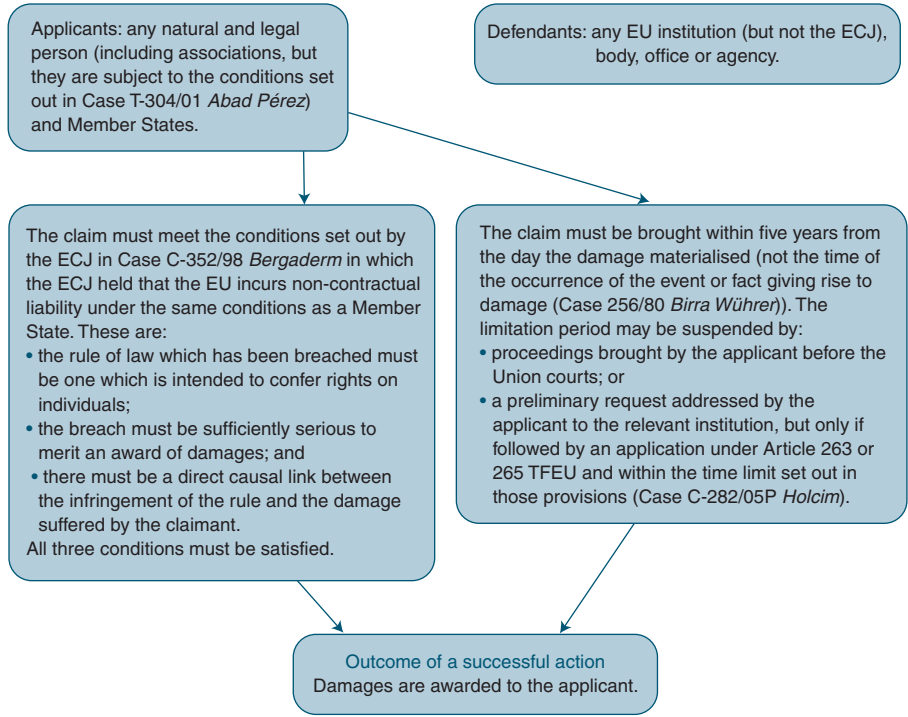 Applicants: any natural and legal
person (including associations, but
they are subject to the conditions set
out in Case T-304/01 Abad Pérez)
and Member States.
Defendants: any EU institution (but not the ECJ),
body, office or agency.
The claim must meet the conditions set out by
the ECJ in Case C-352/98 Bergaderm in which
the ECJ held that the EU incurs non-contractual
liability under the same conditions as a Member
State. These are:
• the rule of law which has been breached must
be one which is intended to confer rights on
individuals;
• the breach must be sufficiently serious to
merit an award of damages; and
• there must be a direct causal link between
the infringement of the rule and the damage
suffered by the claimant.
All three conditions must be satisfied.
The claim must be brought within five years from
the day the damage materialised (not the time of
the occurrence of the event or fact giving rise to
damage (Case 256/80 Birra Wührer)). The
limitation period may be suspended by:
• proceedings brought by the applicant before the
Union courts; or
• a preliminary request addressed by the
applicant to the relevant institution, but only if
followed by an application under Article 263 or
265 TFEU and within the time limit set out in
those provisions (Case C-282/05P Holcim).
Outcome of a successful action
Damages are awarded to the applicant.